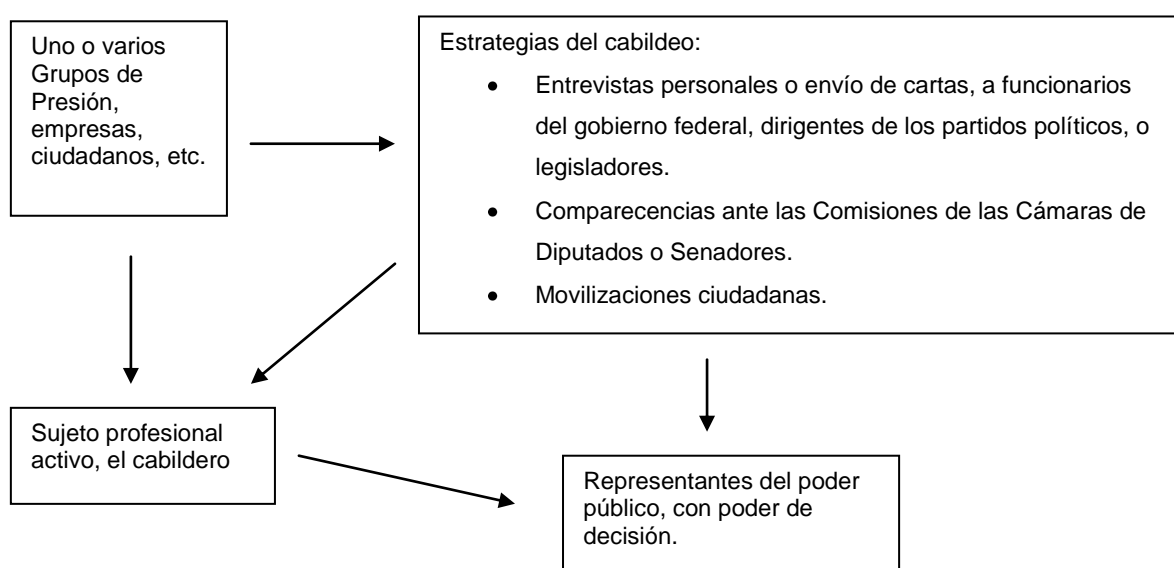 Uno o varios
Grupos de
Presión,
empresas,
ciudadanos, etc.
Estrategias del cabildeo:
• Entrevistas personales o envío de cartas, a funcionarios
del gobierno federal, dirigentes de los partidos políticos, o
legisladores.
• Comparecencias ante las Comisiones de las Cámaras de
Diputados o Senadores.
• Movilizaciones ciudadanas.
Sujeto profesional
activo, el cabildero
Representantes del poder
público, con poder de
decisión.